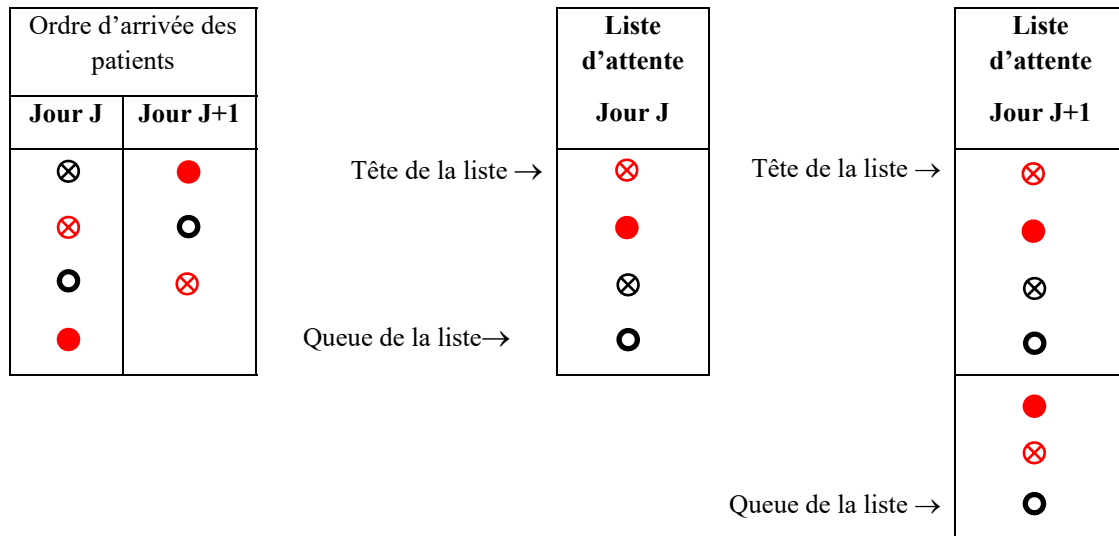 Ordre d'arrivée des
patients
Jour J
Jour J+1
Liste
d'attente
Jour J
Tête de la liste →
Queue de la liste→
Liste
d'attente
Jour J+1
Tête de la liste →
Queue de la liste →